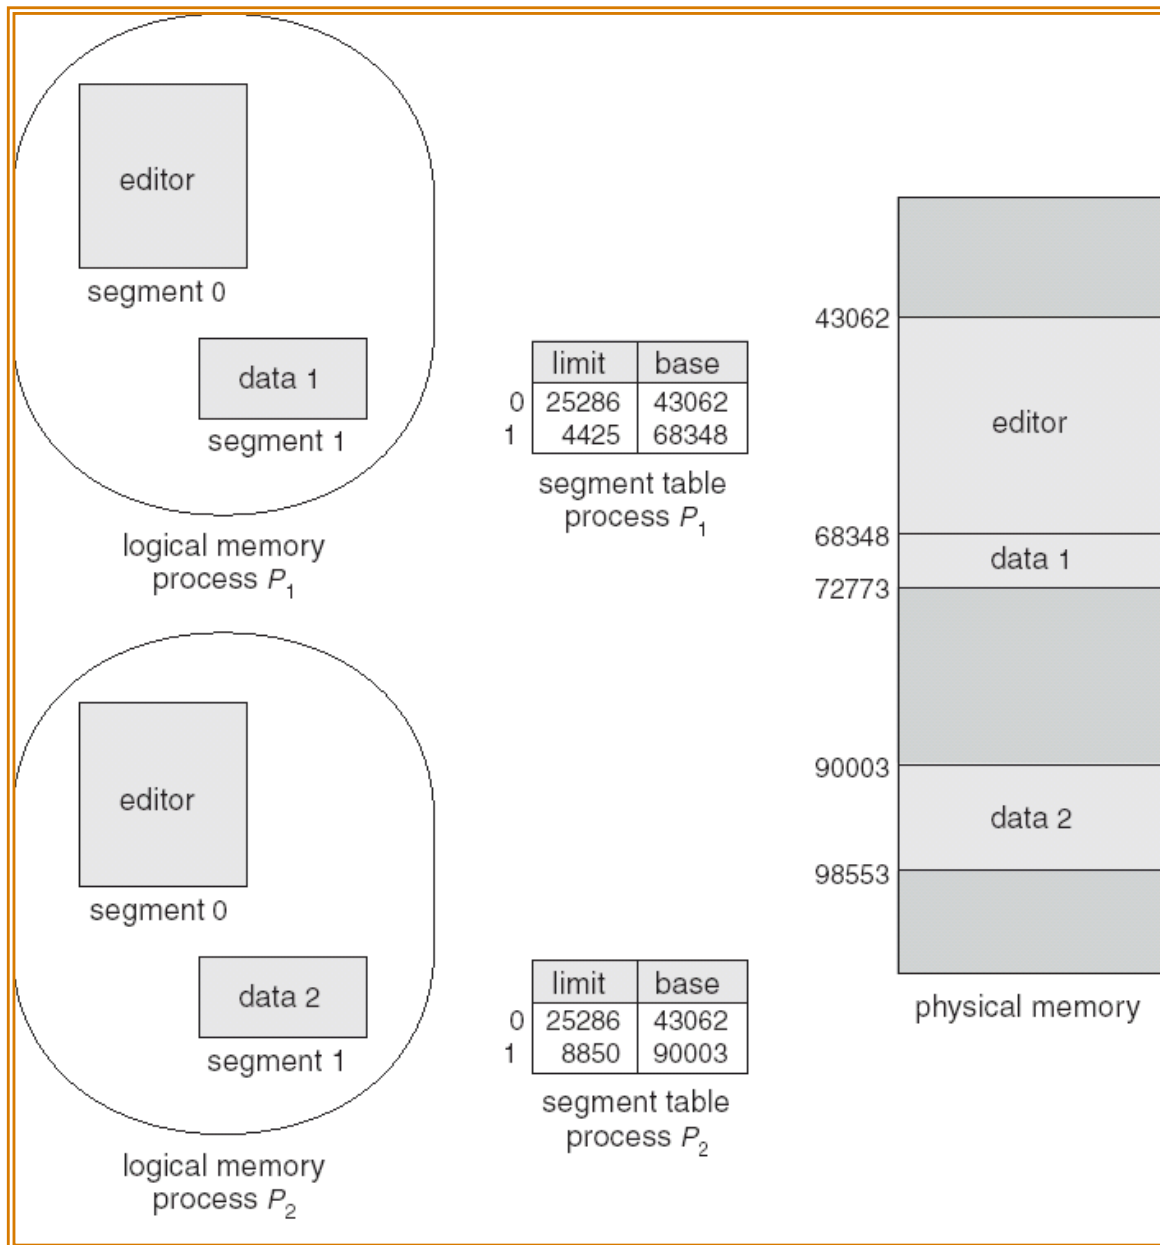 editor
segment 0
data 1
segment 1
logical memory
process P1
limit base
0 25286 43062
1 4425 68348
segment table
process P1
editor
segment 0
data 2
segment 1
logical memory
process P2
limit base
0 25286 43062
1 8850 90003
segment table
process P2
43062
editor
68348
data 1
72773
90003
data 2
98553
physical memory